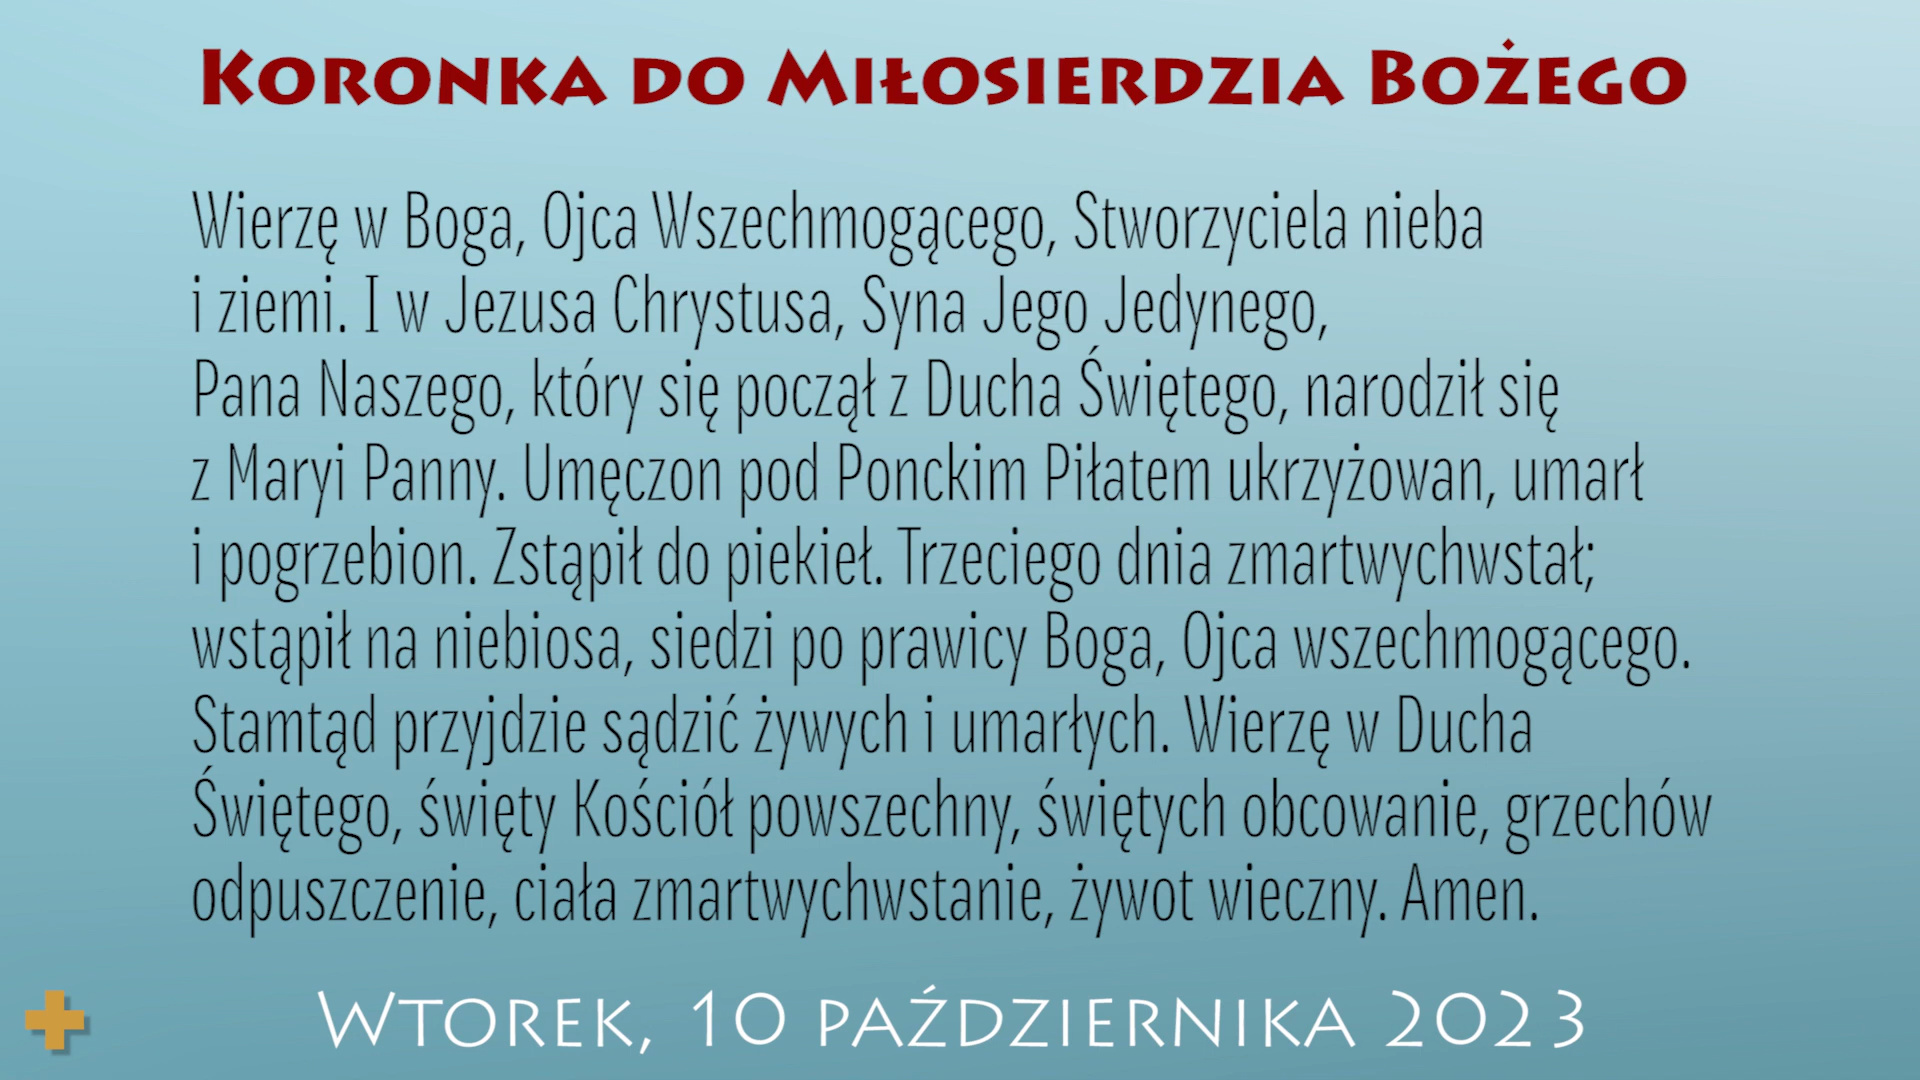 Koronka do Miłosierdzia Bożego
Wierzę w Boga, Ojca Wszechmogącego, Stworzyciela nieba
i ziemi. I w Jezusa Chrystusa, Syna Jego Jedynego,
Pana Naszego, który się począł z Ducha Świętego, narodził się
z Maryi Panny. Umęczon pod Ponckim Piłatem ukrzyżowan, umarł
i pogrzebion. Zstąpił do piekieł. Trzeciego dnia zmartwychwstał;
wstąpił na niebiosa, siedzi po prawicy Boga, Ojca wszechmogącego.
Stamtąd przyjdzie sądzić żywych i umarłych. Wierzę w Ducha
Świętego, święty Kościół powszechny, świętych obcowanie, grzechów
odpuszczenie, ciała zmartwychwstanie, żywot wieczny. Amen.
Wtorek, 10 października 2023